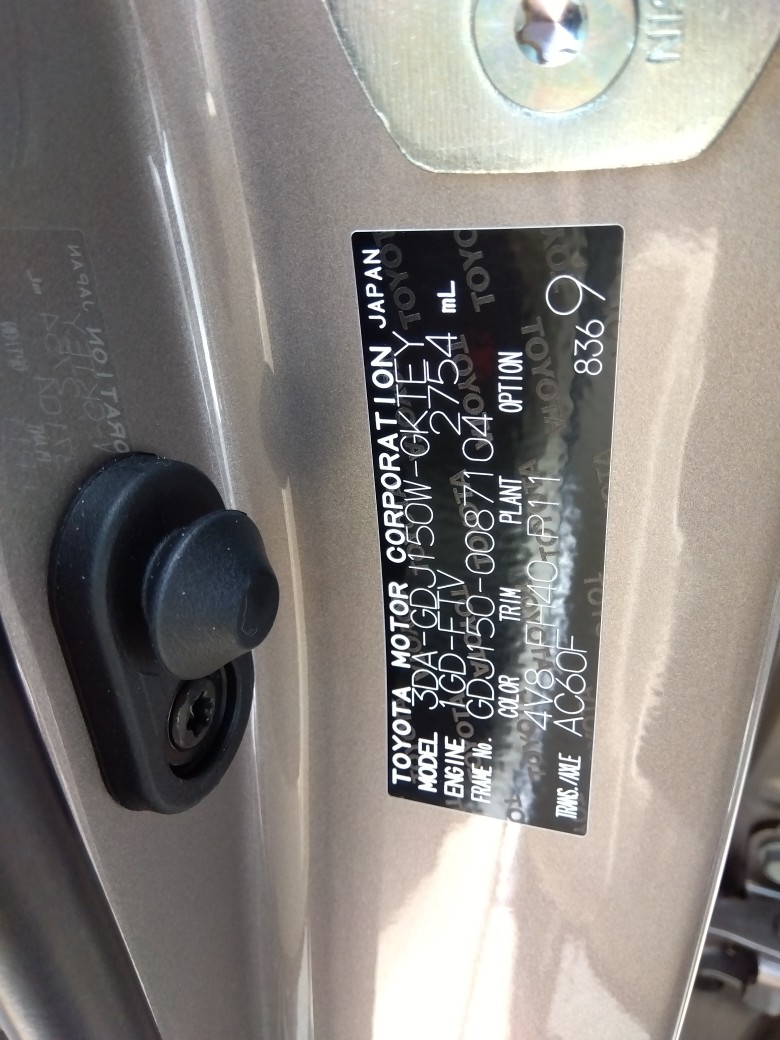 TOYOTA MOTOR CORPORATION JAPAN
MODEL 3DA-GDJ150W-GKTEY
ENGINE 1GD-FTV 2754 mL
FRAME No. GDJ150-0087104
COLOR TRIM PLANT OPTION
4V8 FH40 R11
TRANS./AXLE AC60F 836